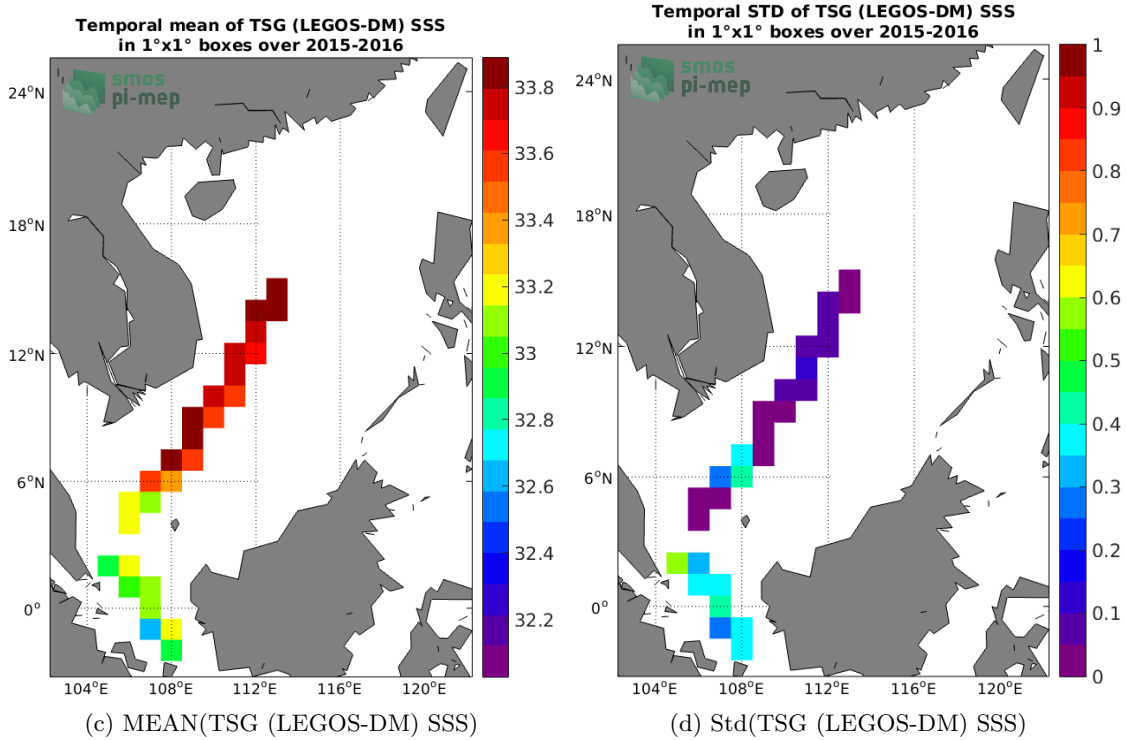 Temporal mean of TSG (LEGOS-DM) SSS
in 1°x1° boxes over 2015-2016
smos
pi-mep
24°N
18°N
12°N
6°N
0°
104°E 108°E 112°E 116°E 120°E
33.8
33.6
33.4
33.2
33
32.8
32.6
32.4
32.2
(c) MEAN(TSG (LEGOS-DM) SSS)
Temporal STD of TSG (LEGOS-DM) SSS
in 1°x1° boxes over 2015-2016
smos
pi-mep
24°N
18°N
12°N
6°N
0°
104°E 108°E 112°E 116°E 120°E
1
0.9
0.8
0.7
0.6
0.5
0.4
0.3
0.2
0.1
0
(d) Std(TSG (LEGOS-DM) SSS)